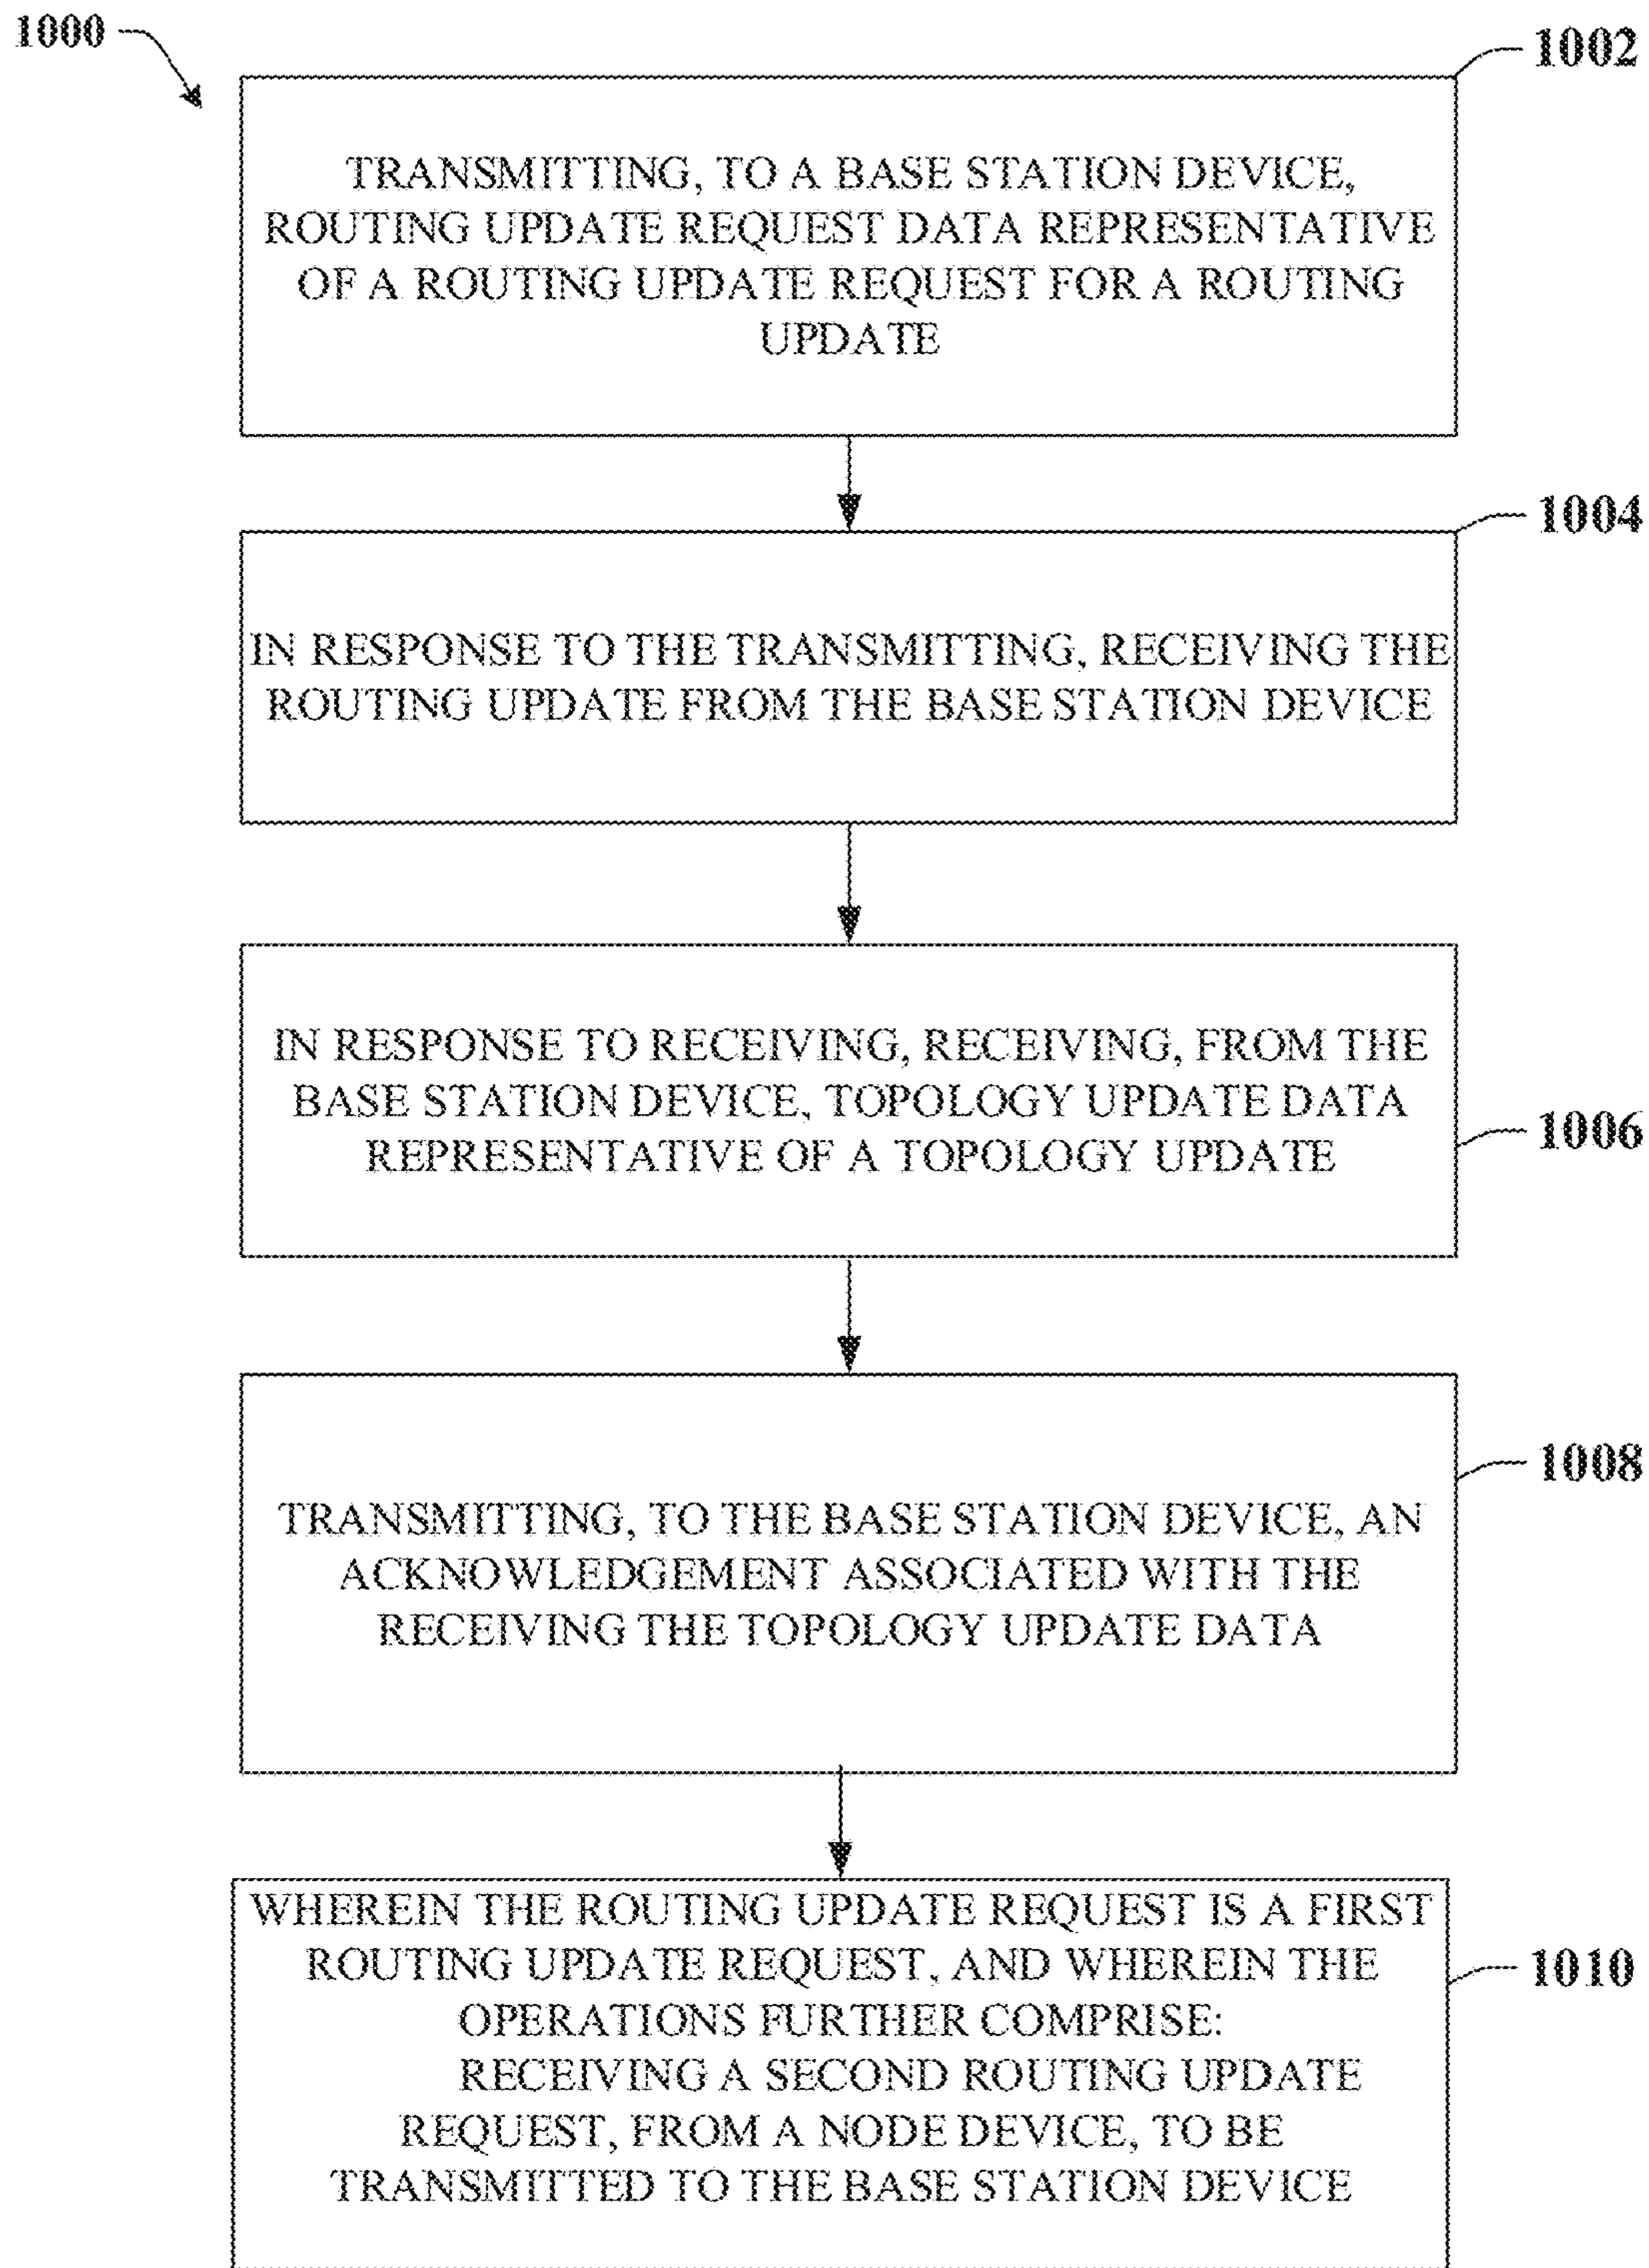 1000
1002
TRANSMITTING, TO A BASE STATION DEVICE,
ROUTING UPDATE REQUEST DATA REPRESENTATIVE
OF A ROUTING UPDATE REQUEST FOR A ROUTING
UPDATE
1004
IN RESPONSE TO THE TRANSMITTING, RECEIVING THE
ROUTING UPDATE FROM THE BASE STATION DEVICE
IN RESPONSE TO RECEIVING, RECEIVING, FROM THE
BASE STATION DEVICE, TOPOLOGY UPDATE DATA
REPRESENTATIVE OF A TOPOLOGY UPDATE
1006
1008
TRANSMITTING, TO THE BASE STATION DEVICE, AN
ACKNOWLEDGEMENT ASSOCIATED WITH THE
RECEIVING THE TOPOLOGY UPDATE DATA
WHEREIN THE ROUTING UPDATE REQUEST IS A FIRST
ROUTING UPDATE REQUEST, AND WHEREIN THE
1010
OPERATIONS FURTHER COMPRISE:
RECEIVING A SECOND ROUTING UPDATE
REQUEST, FROM A NODE DEVICE, TO BE
TRANSMITTED TO THE BASE STATION DEVICE